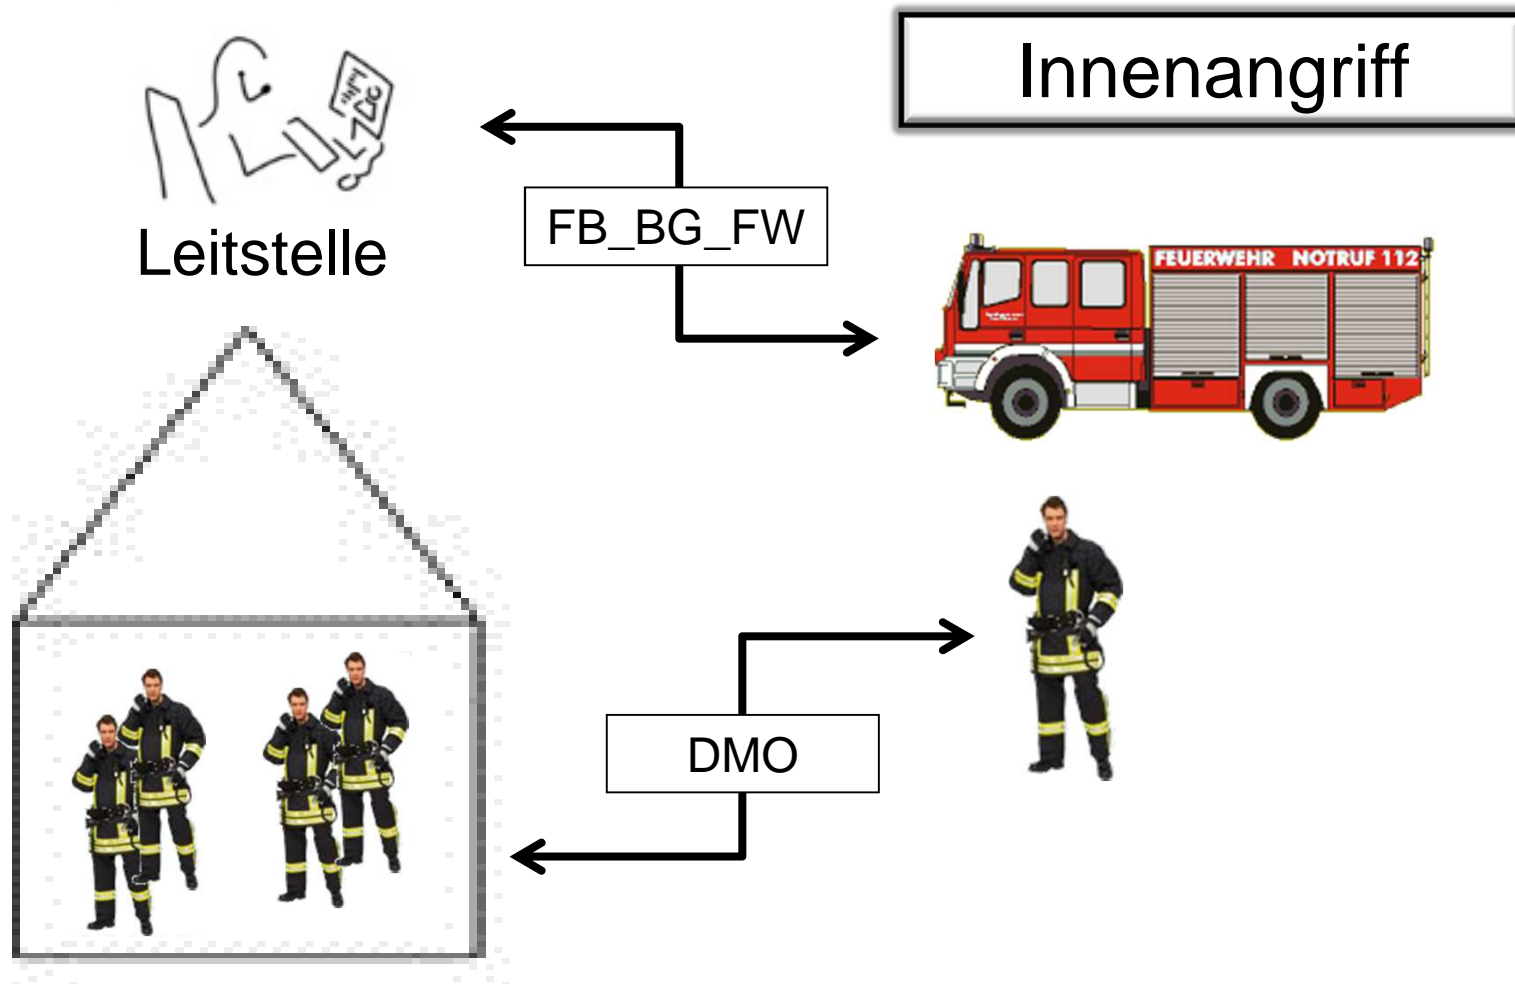 Innenangriff
Leitstelle
FB_BG_FW
FEUERWEHR NOTRUF 112
DMO